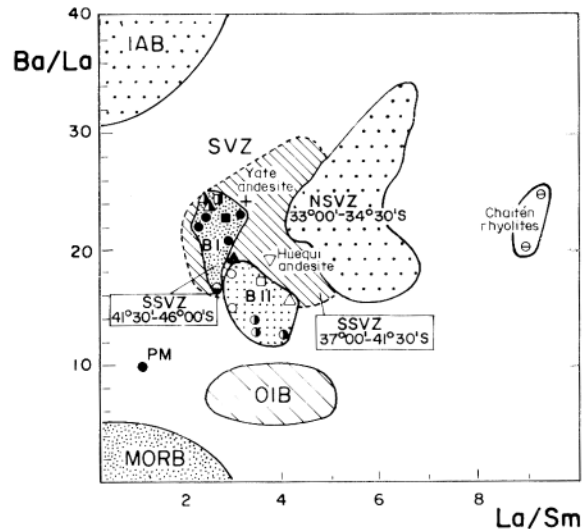 40
IAB
Ba/La
30
SVZ
Yate
andesite
NSVZ
33°00'-34°30'S
Chaitén
rhyolites
20
BI
Huequi
andesite
SSVZ
41°30'-46°00'S
BII
SSVZ
37°00'-41°30'S
PM
10
OIB
MORB
2
4
6
8
La/Sm